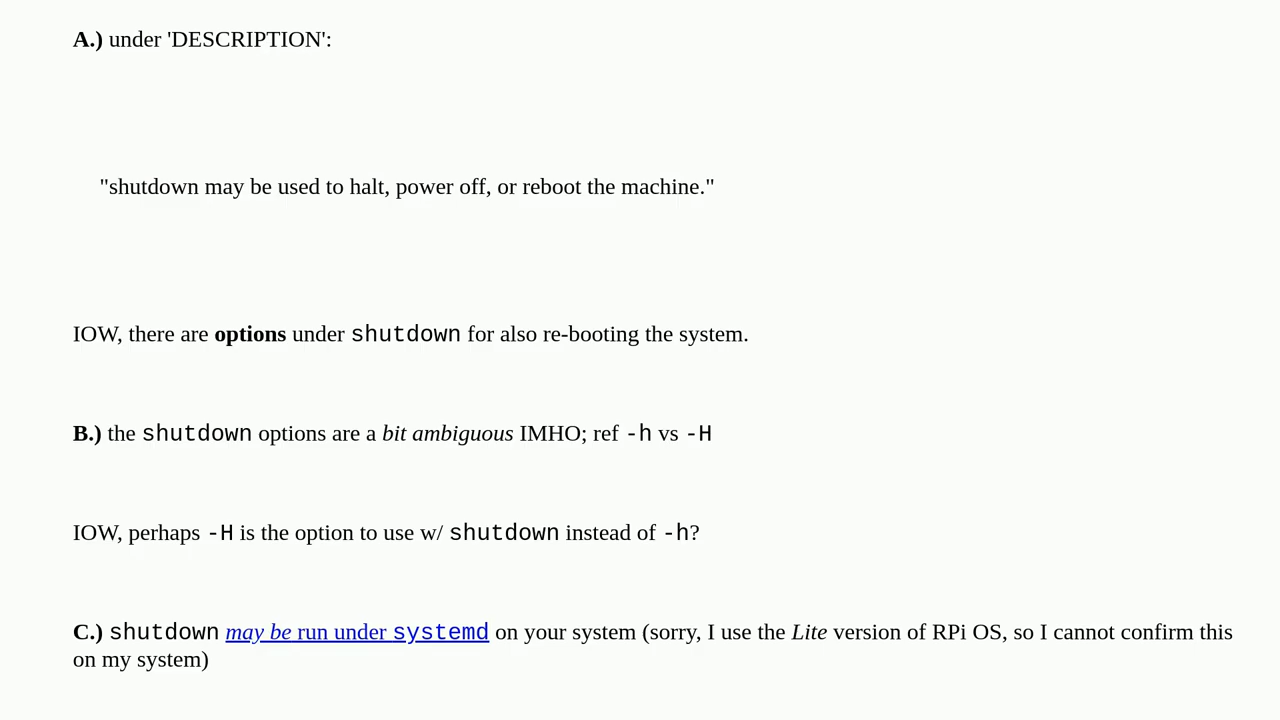 A.) under 'DESCRIPTION':
"shutdown may be used to halt, power off, or reboot the machine."
IOW, there are options under shutdown for also re-booting the system.
B.) the shutdown options are a bit ambiguous IMHO; ref -h vs -H
IOW, perhaps -H is the option to use w/ shutdown instead of -h?
C.) shutdown may be run under systemd on your system (sorry, I use the Lite version of RPi OS, so I cannot confirm this
on my system)